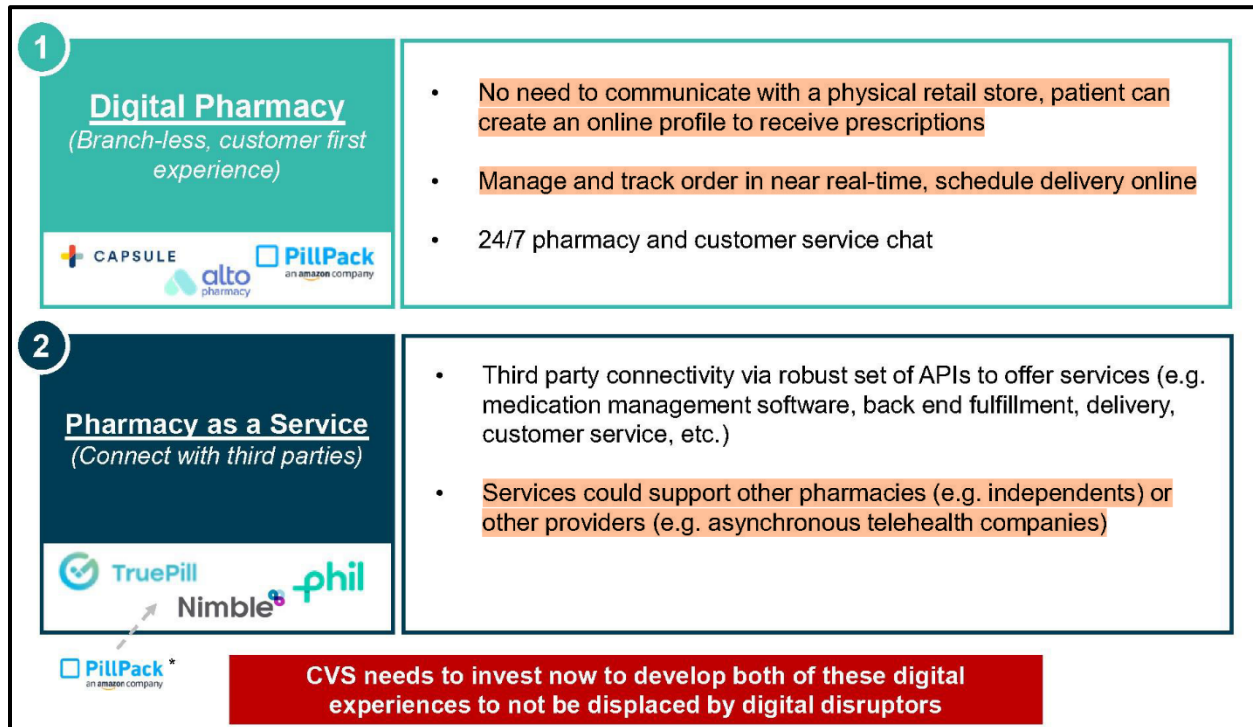 1
Digital Pharmacy
(Branch-less, customer first
experience)
CAPSULE
alto
pharmacy
PillPack
an amazon company
• No need to communicate with a physical retail store, patient can
create an online profile to receive prescriptions
• Manage and track order in near real-time, schedule delivery online
• 24/7 pharmacy and customer service chat
2
Pharmacy as a Service
(Connect with third parties)
TruePill
Nimble
phil
• Third party connectivity via robust set of APIs to offer services (e.g.
medication management software, back end fulfillment, delivery,
customer service, etc.)
• Services could support other pharmacies (e.g. independents) or
other providers (e.g. asynchronous telehealth companies)
PillPack *
an amazon company
CVS needs to invest now to develop both of these digital
experiences to not be displaced by digital disruptors